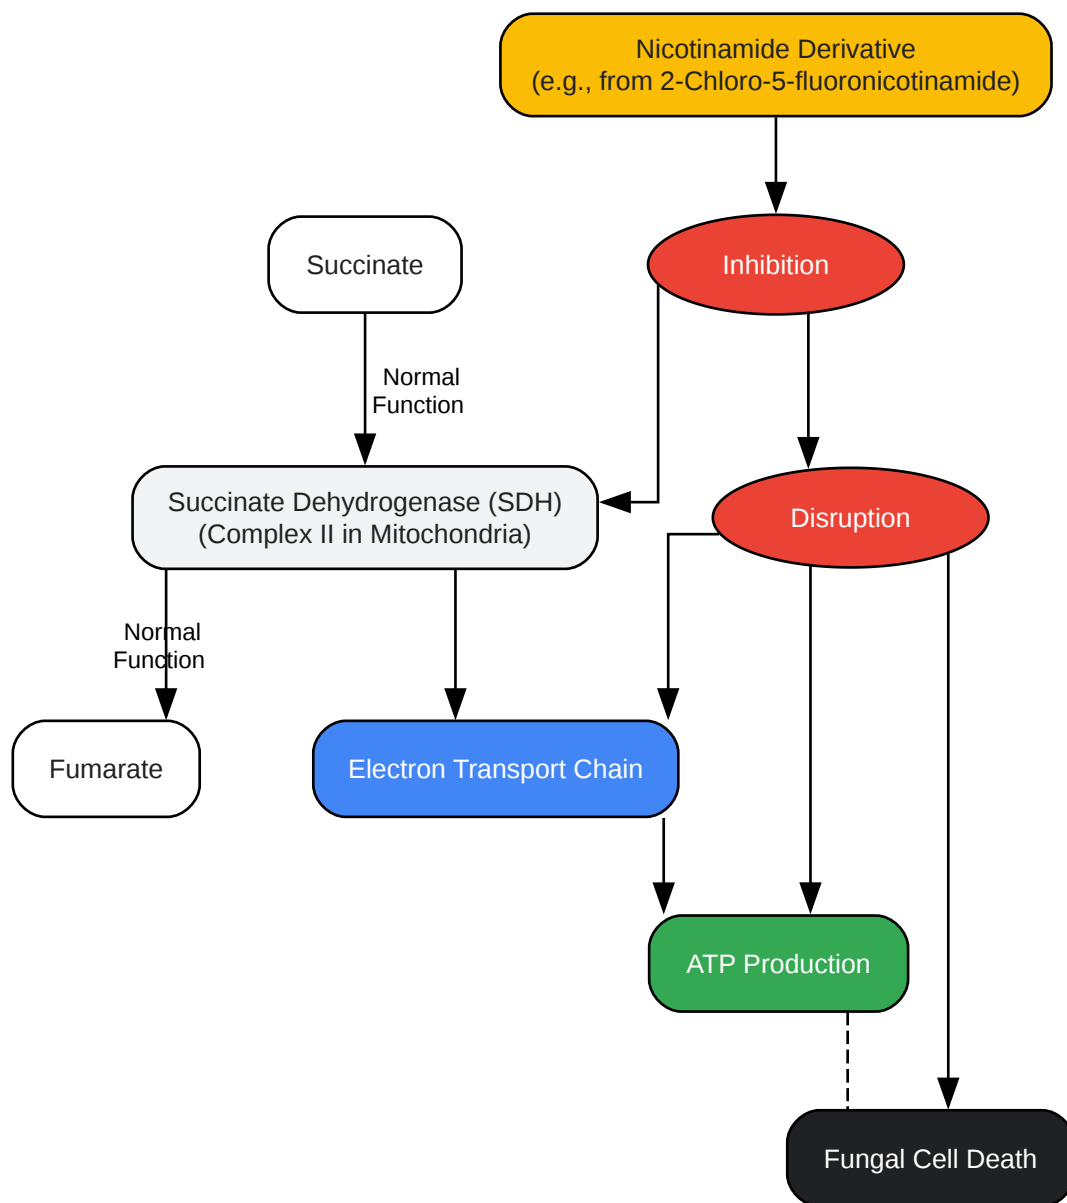 Nicotinamide Derivative
(e.g., from 2-Chloro-5-fluoronicotinamide)
Succinate
Inhibition
Normal
Function
Succinate Dehydrogenase (SDH)
(Complex II in Mitochondria)
Disruption
Normal
Function
Fumarate
Electron Transport Chain
ATP Production
Fungal Cell Death